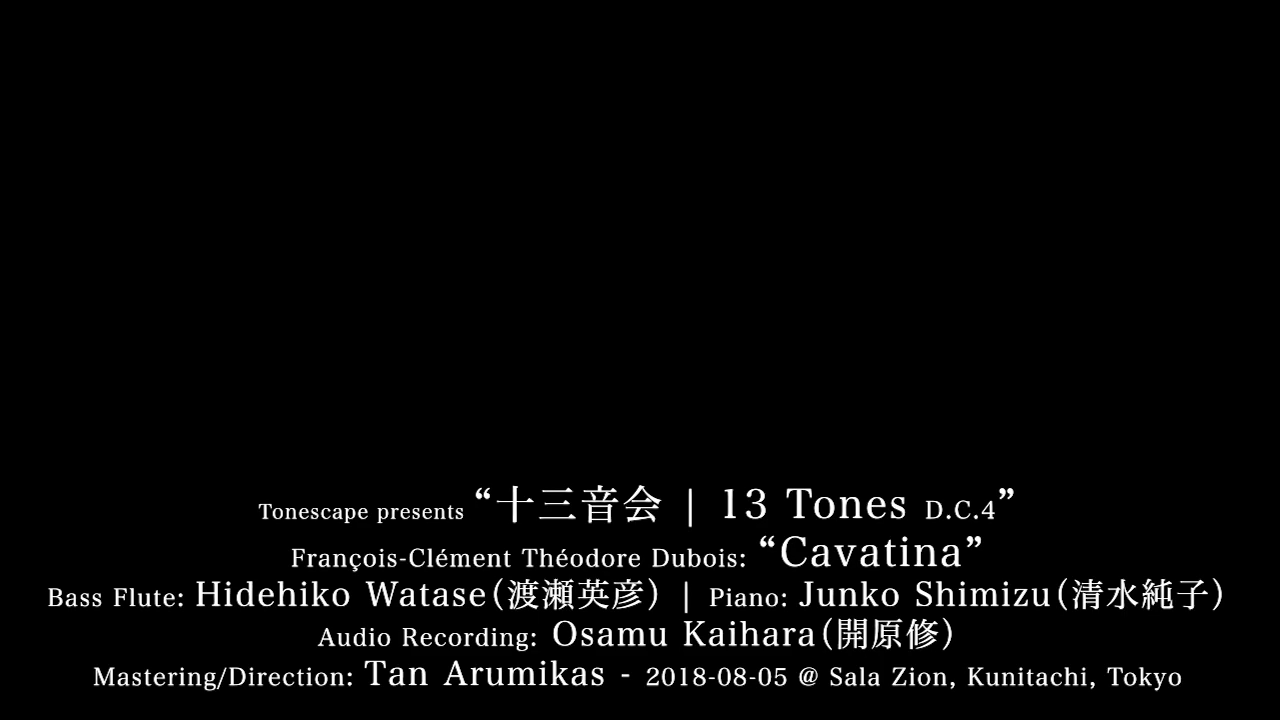 Tonescape presents “十三音会 | 13 Tones D.C.4”
François-Clément Théodore Dubois: “Cavatina”
Bass Flute: Hidehiko Watase(渡瀬英彦) | Piano: Junko Shimizu(清水純子)
Audio Recording: Osamu Kaihara(開原修)
Mastering/Direction: Tan Arumikas - 2018-08-05 @ Sala Zion, Kunitachi, Tokyo